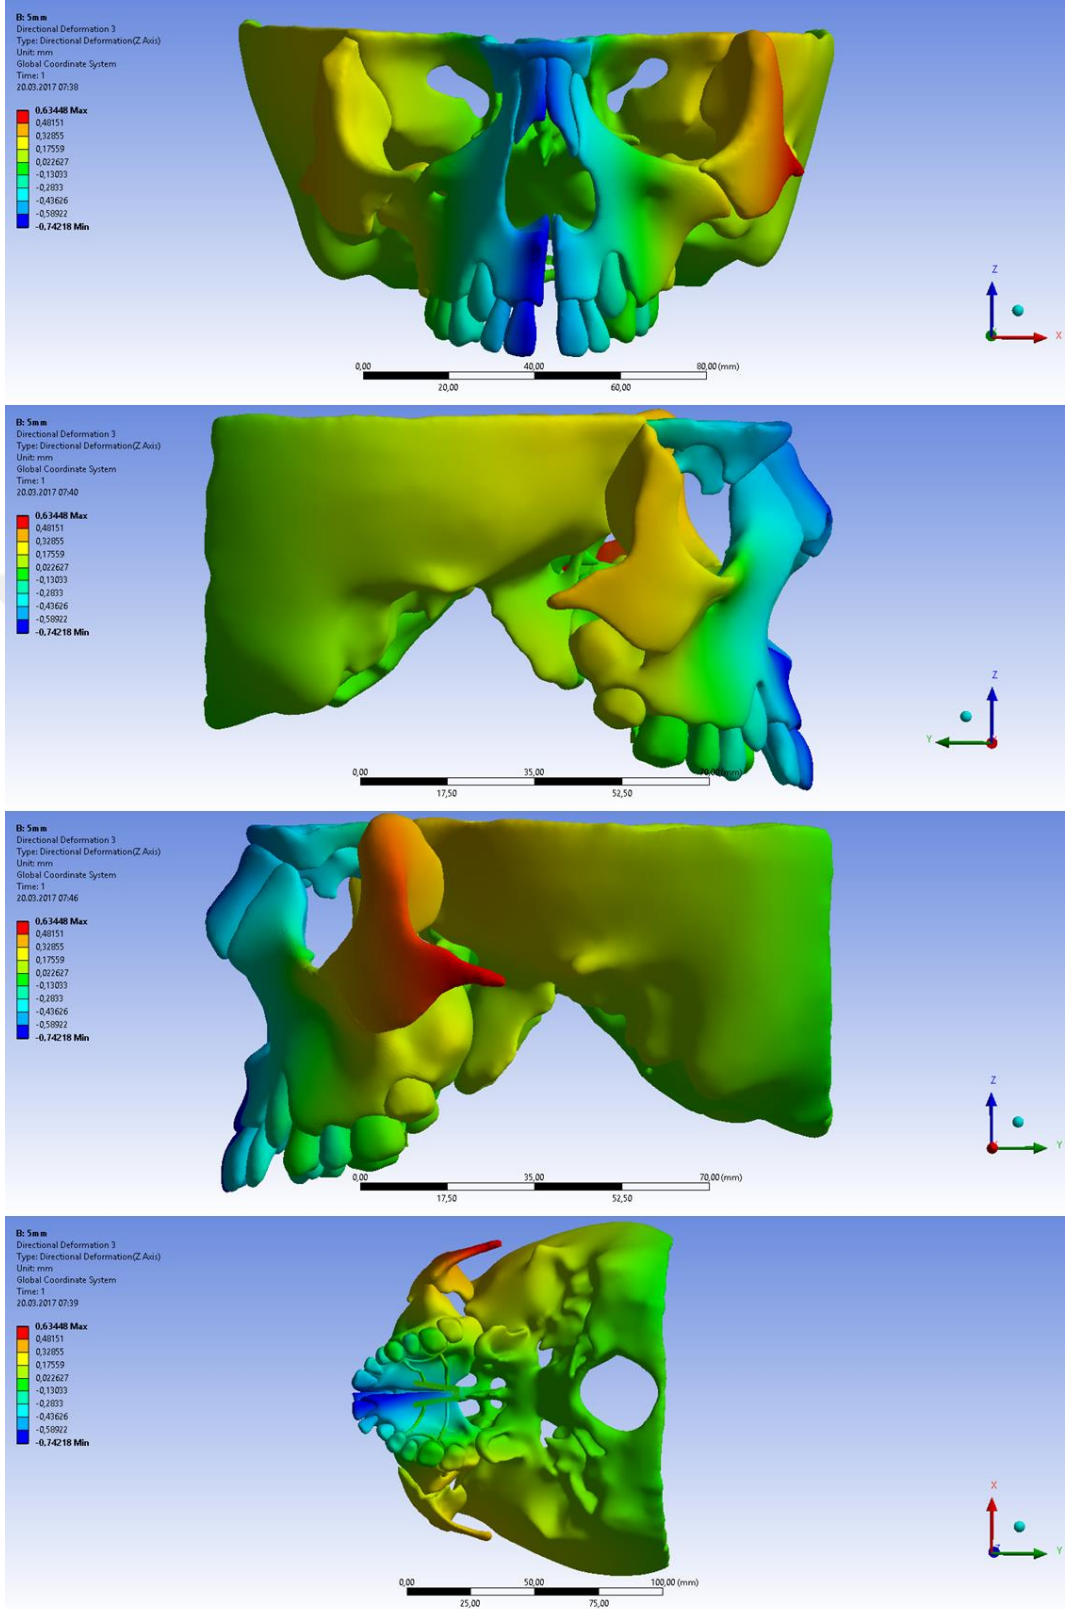 B: 5mm
Directional Deformation 3
Type: Directional Deformation(Z Axis)
Unit: mm
Global Coordinate System
Time: 1
20.03.2017 07:38
0,63448 Max
0,48151
0,32855
0,17559
0,022627
-0,13033
-0,2833
-0,43626
-0,58922
-0,74218 Min
Z
X
0,00 40,00 80,00 (mm)
20,00 60,00
B: 5mm
Directional Deformation 3
Type: Directional Deformation(Z Axis)
Unit: mm
Global Coordinate System
Time: 1
20.03.2017 07:40
0,63448 Max
0,48151
0,32855
0,17559
0,022627
-0,13033
-0,2833
-0,43626
-0,58922
-0,74218 Min
Z
Y
0,00 35,00 70,00 (mm)
17,50 52,50
B: 5mm
Directional Deformation 3
Type: Directional Deformation(Z Axis)
Unit: mm
Global Coordinate System
Time: 1
20.03.2017 07:46
0,63448 Max
0,48151
0,32855
0,17559
0,022627
-0,13033
-0,2833
-0,43626
-0,58922
-0,74218 Min
Z
Y
0,00 35,00 70,00 (mm)
17,50 52,50
B: 5mm
Directional Deformation 3
Type: Directional Deformation(Z Axis)
Unit: mm
Global Coordinate System
Time: 1
20.03.2017 07:39
0,63448 Max
0,48151
0,32855
0,17559
0,022627
-0,13033
-0,2833
-0,43626
-0,58922
-0,74218 Min
X
Z
Y
0,00 50,00 100,00 (mm)
25,00 75,00